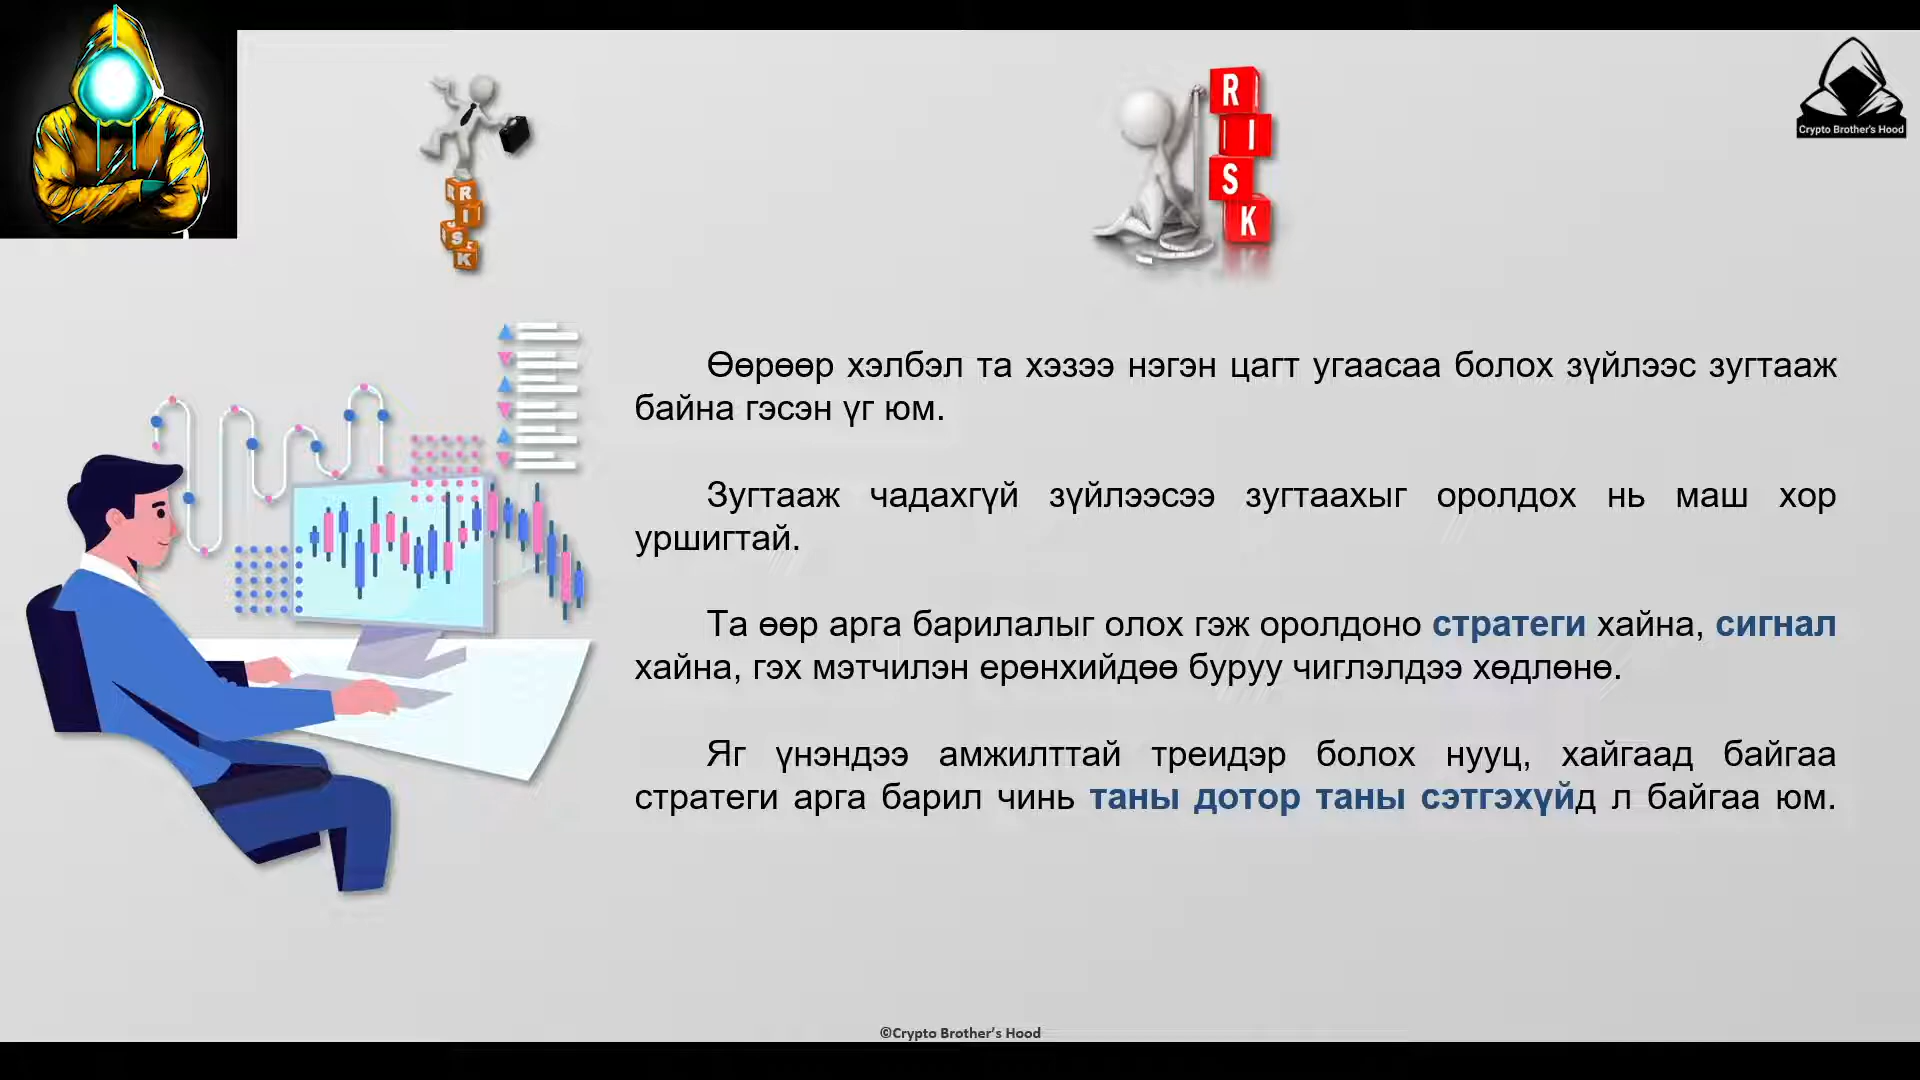 R
I
S
K
R
I
S
K
Crypto Brother's Hood
Өөрөөр хэлбэл та хэзээ нэгэн цагт угаасаа болох зүйлээс зугтааж
байна гэсэн үг юм.
Зугтааж чадахгүй зүйлээсээ зугтаахыг оролдох нь маш хор
уршигтай.
Та өөр арга барилалыг олох гэж оролдоно стратеги хайна, сигнал
хайна, гэх мэтчилэн ерөнхийдөө буруу чиглэлдээ хөдлөнө.
Яг үнэндээ амжилттай треидэр болох нууц, хайгаад байгаа
стратеги арга барил чинь таны дотор таны сэтгэхүйд л байгаа юм.
©Crypto Brother's Hood